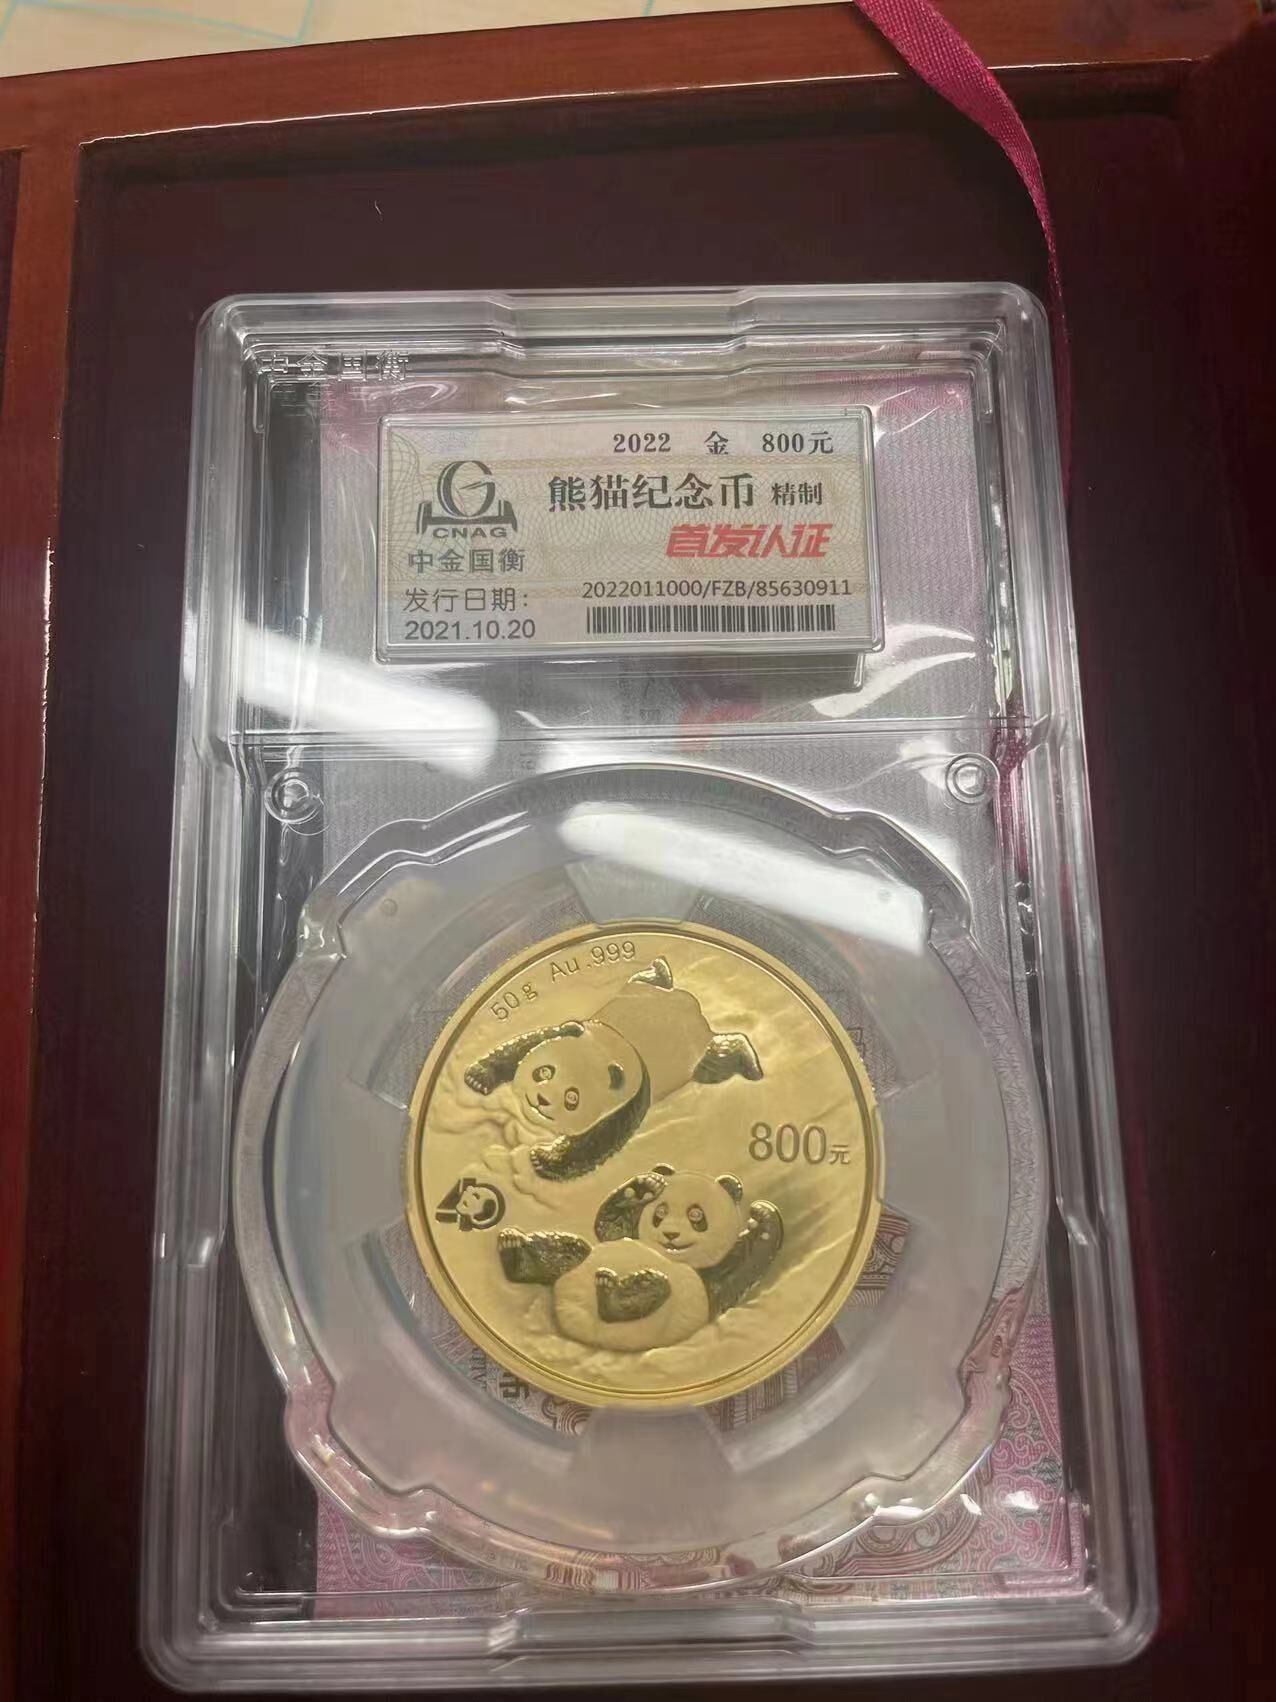 中金国衡
2022 金 800元
熊猫纪念币 精制
CNAG
首发认证
中金国衡
2022011000/FZB/85630911
发行日期:
2021.10.20
50g Au .999
800元
币